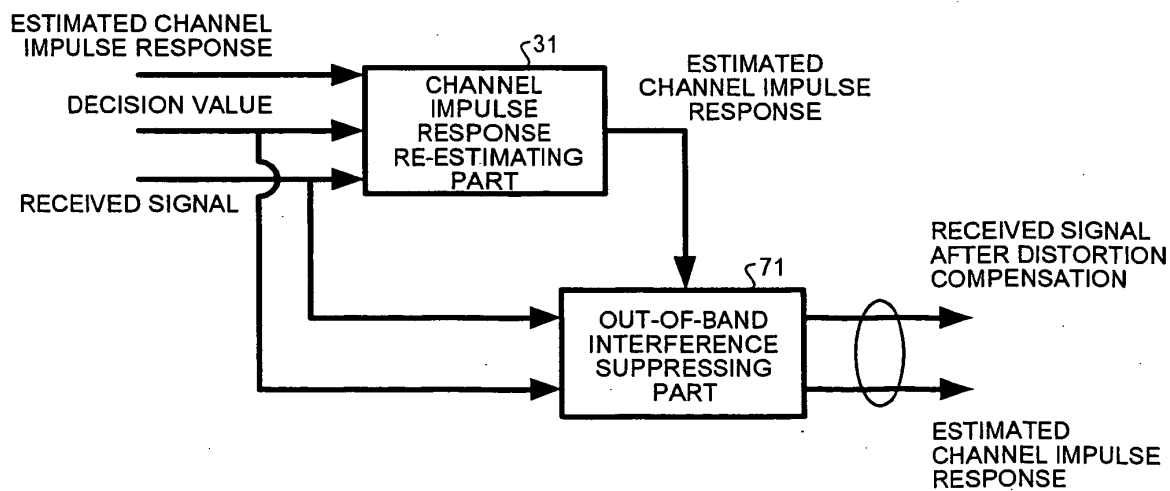 ESTIMATED CHANNEL
IMPULSE RESPONSE
DECISION VALUE
RECEIVED SIGNAL
31
CHANNEL
IMPULSE
RESPONSE
RE-ESTIMATING
PART
ESTIMATED
CHANNEL IMPULSE
RESPONSE
71
OUT-OF-BAND
INTERFERENCE
SUPPRESSING
PART
RECEIVED SIGNAL
AFTER DISTORTION
COMPENSATION
ESTIMATED
CHANNEL IMPULSE
RESPONSE